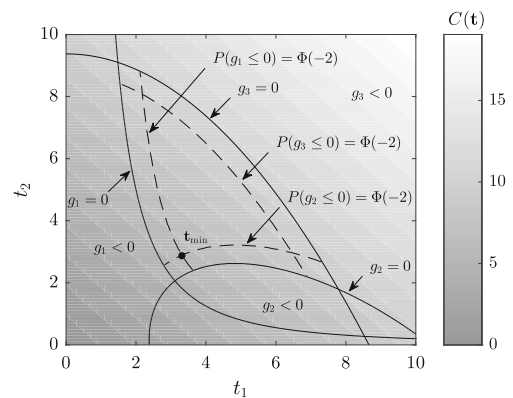 C(t)
10
P(g₁ ≤ 0) = Φ(−2)
g₃ = 0
g₃ < 0
8
P(g₃ ≤ 0) = Φ(−2)
6
P(g₂ ≤ 0) = Φ(−2)
g₁ = 0
t₂
4
t_min
g₁ < 0
g₂ = 0
2
g₂ < 0
0
0 2 4 6 8 10
t₁
15
10
5
0